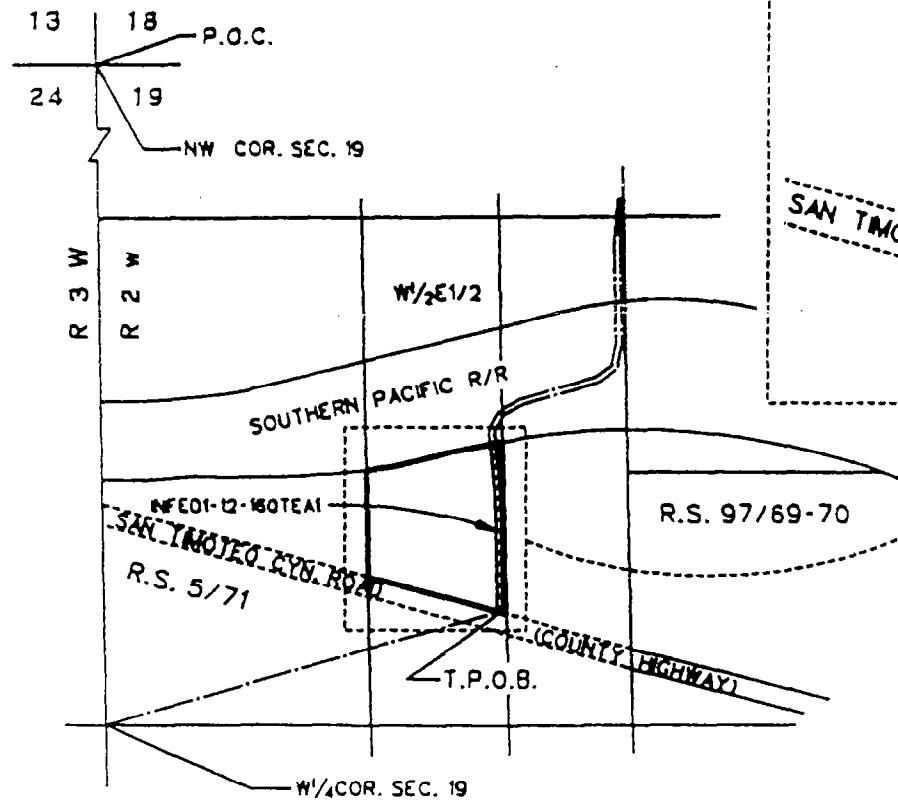 13 18
P.O.C.
24 19
NW COR. SEC. 19
SAN TIMO
R 3 W
R 2 W
W1/2E1/2
SOUTHERN PACIFIC R/R
INFEO1-12-160TEA1
R.S. 97/69-70
SAN TIMOTEO CYN. ROAD
R.S. 5/71
(COUNTY HIGHWAY)
T.P.O.B.
W1/4COR. SEC. 19